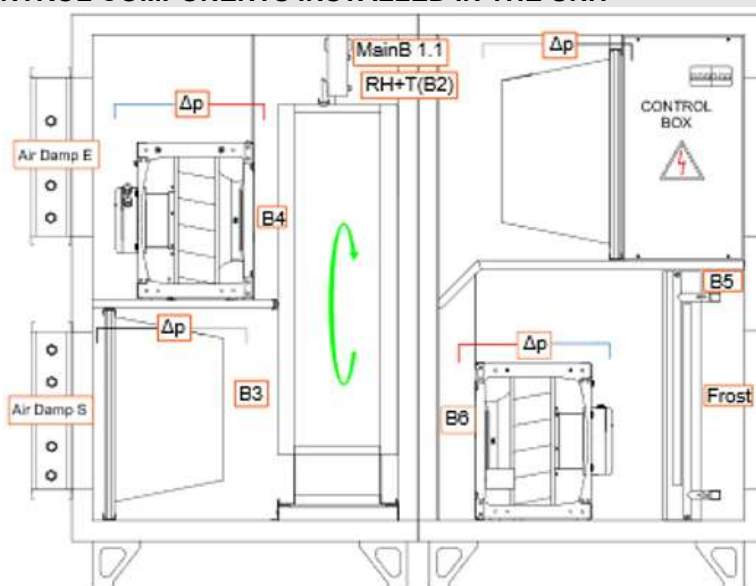 MainB 1.1
Δp
RH+T(B2)
Δp
CONTROL
BOX
Air Damp E
B4
B5
Δp
Δp
B3
Frost
Air Damp S
B6